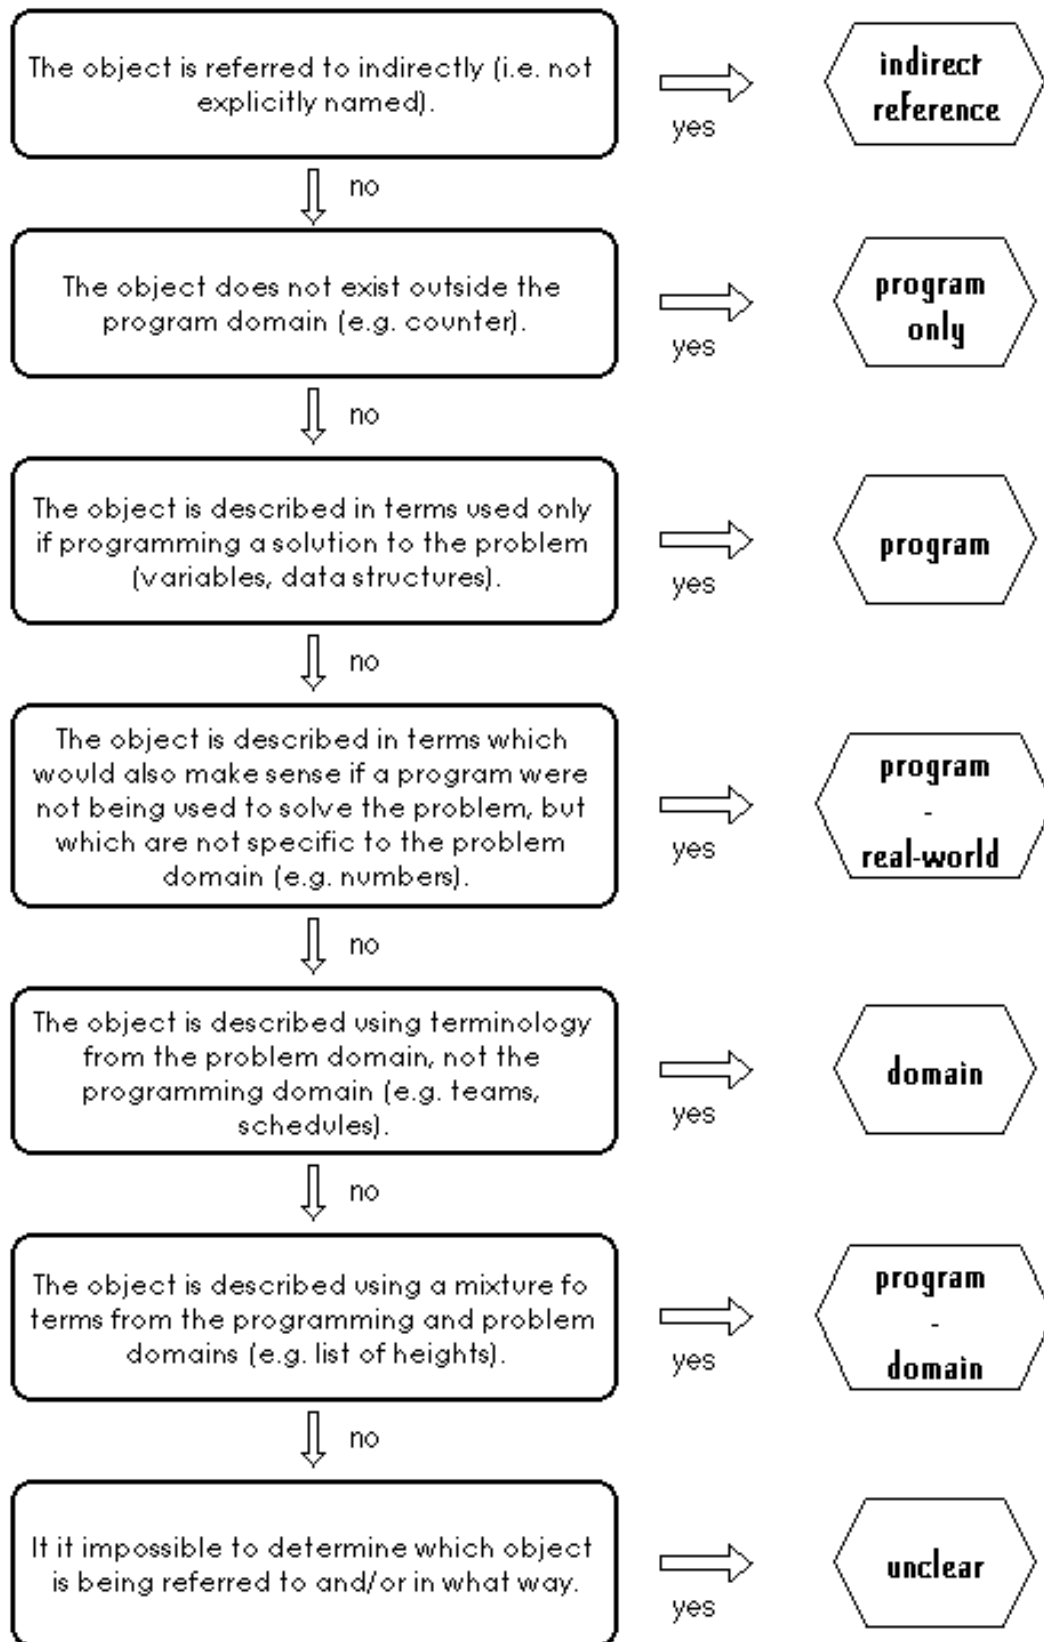 The object is referred to indirectly (i.e. not
explicitly named).
yes
indirect
reference
no
The object does not exist outside the
program domain (e.g. counter).
yes
program
only
no
The object is described in terms used only
if programming a solution to the problem
(variables, data structures).
yes
program
no
The object is described in terms which
would also make sense if a program were
not being used to solve the problem, but
which are not specific to the problem
domain (e.g. numbers).
yes
program
-
real-world
no
The object is described using terminology
from the problem domain, not the
programming domain (e.g. teams,
schedules).
yes
domain
no
The object is described using a mixture fo
terms from the programming and problem
domains (e.g. list of heights).
yes
program
-
domain
no
It it impossible to determine which object
is being referred to and/or in what way.
yes
unclear